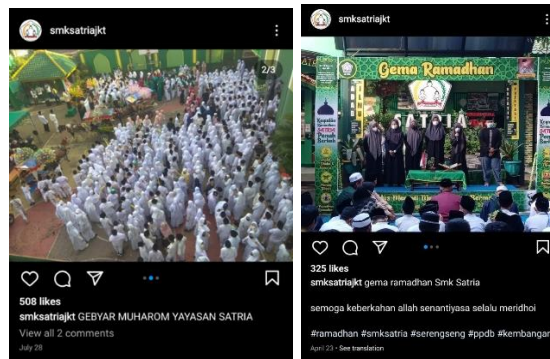 smksatriajkt
2/3
508 likes
smksatriajkt GEBYAR MUHAROM YAYASAN SATRIA
View all 2 comments
July 28
smksatriajkt
Gema Ramadhan
SATRIA
325 likes
smksatriajkt gema ramadhan Smk Satria
semoga keberkahan allah senantiyasa selalu meridhoi
#ramadhan #smksatria #serengseng #ppdb #kembangan
April 23 · See translation